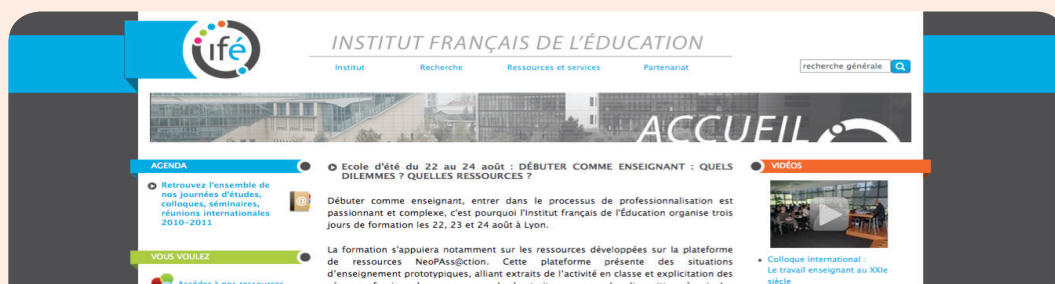 ifé
INSTITUT FRANÇAIS DE L'ÉDUCATION
Institut
Recherche
Ressources et services
Partenariat
recherche générale
ACCUEIL
AGENDA
Retrouvez l'ensemble de
nos journées d'études,
colloques, séminaires,
réunions internationales
2010-2011
VOUS VOULEZ
Accéder à nos ressources
Ecole d'été du 22 au 24 août : DÉBUTER COMME ENSEIGNANT : QUELS
DILEMMES ? QUELLES RESSOURCES ?
Débuter comme enseignant, entrer dans le processus de professionnalisation est
passionnant et complexe, c'est pourquoi l'Institut français de l'Éducation organise trois
jours de formation les 22, 23 et 24 août à Lyon.
La formation s'appuiera notamment sur les ressources développées sur la plateforme
de ressources NeoPAss@ction. Cette plateforme présente des situations
d'enseignement prototypiques, alliant extraits de l'activité en classe et explicitation des
VIDÉOS
Colloque international :
Le travail enseignant au XXIe
siècle